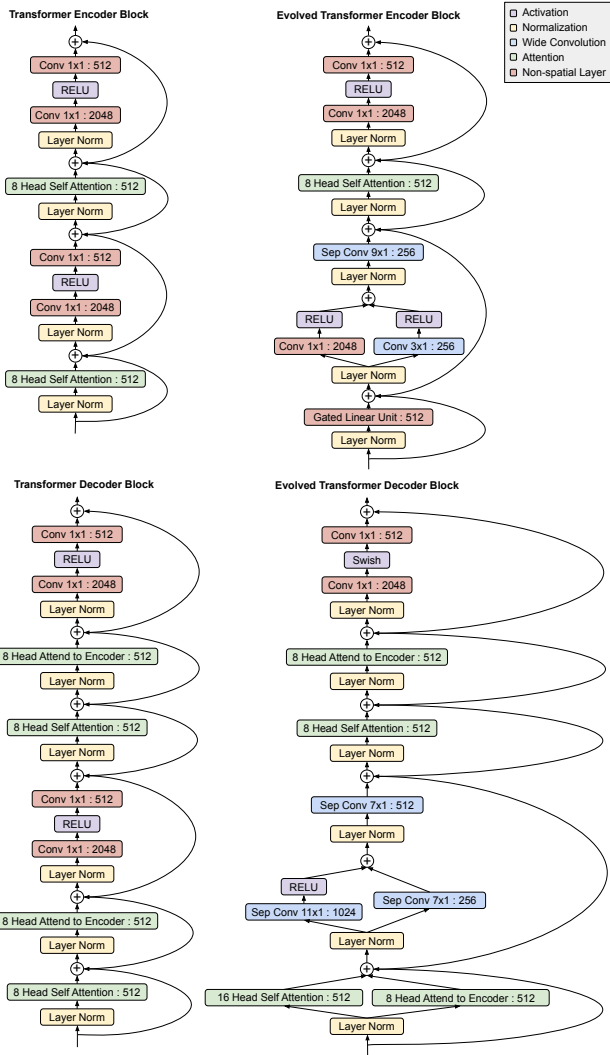 Transformer Encoder Block
Conv 1x1 : 512
RELU
Conv 1x1 : 2048
Layer Norm
8 Head Self Attention : 512
Layer Norm
Conv 1x1 : 512
RELU
Conv 1x1 : 2048
Layer Norm
8 Head Self Attention : 512
Layer Norm
Evolved Transformer Encoder Block
Conv 1x1 : 512
RELU
Conv 1x1 : 2048
Layer Norm
8 Head Self Attention : 512
Layer Norm
Sep Conv 9x1 : 256
Layer Norm
RELU RELU
Conv 1x1 : 2048 Conv 3x1 : 256
Layer Norm
Gated Linear Unit : 512
Layer Norm
Activation
Normalization
Wide Convolution
Attention
Non-spatial Layer
Transformer Decoder Block
Conv 1x1 : 512
RELU
Conv 1x1 : 2048
Layer Norm
8 Head Attend to Encoder : 512
Layer Norm
8 Head Self Attention : 512
Layer Norm
Conv 1x1 : 512
RELU
Conv 1x1 : 2048
Layer Norm
8 Head Attend to Encoder : 512
Layer Norm
8 Head Self Attention : 512
Layer Norm
Evolved Transformer Decoder Block
Conv 1x1 : 512
Swish
Conv 1x1 : 2048
Layer Norm
8 Head Attend to Encoder : 512
Layer Norm
8 Head Self Attention : 512
Layer Norm
Sep Conv 7x1 : 512
Layer Norm
RELU
Sep Conv 11x1 : 1024 Sep Conv 7x1 : 256
Layer Norm
16 Head Self Attention : 512 8 Head Attend to Encoder : 512
Layer Norm